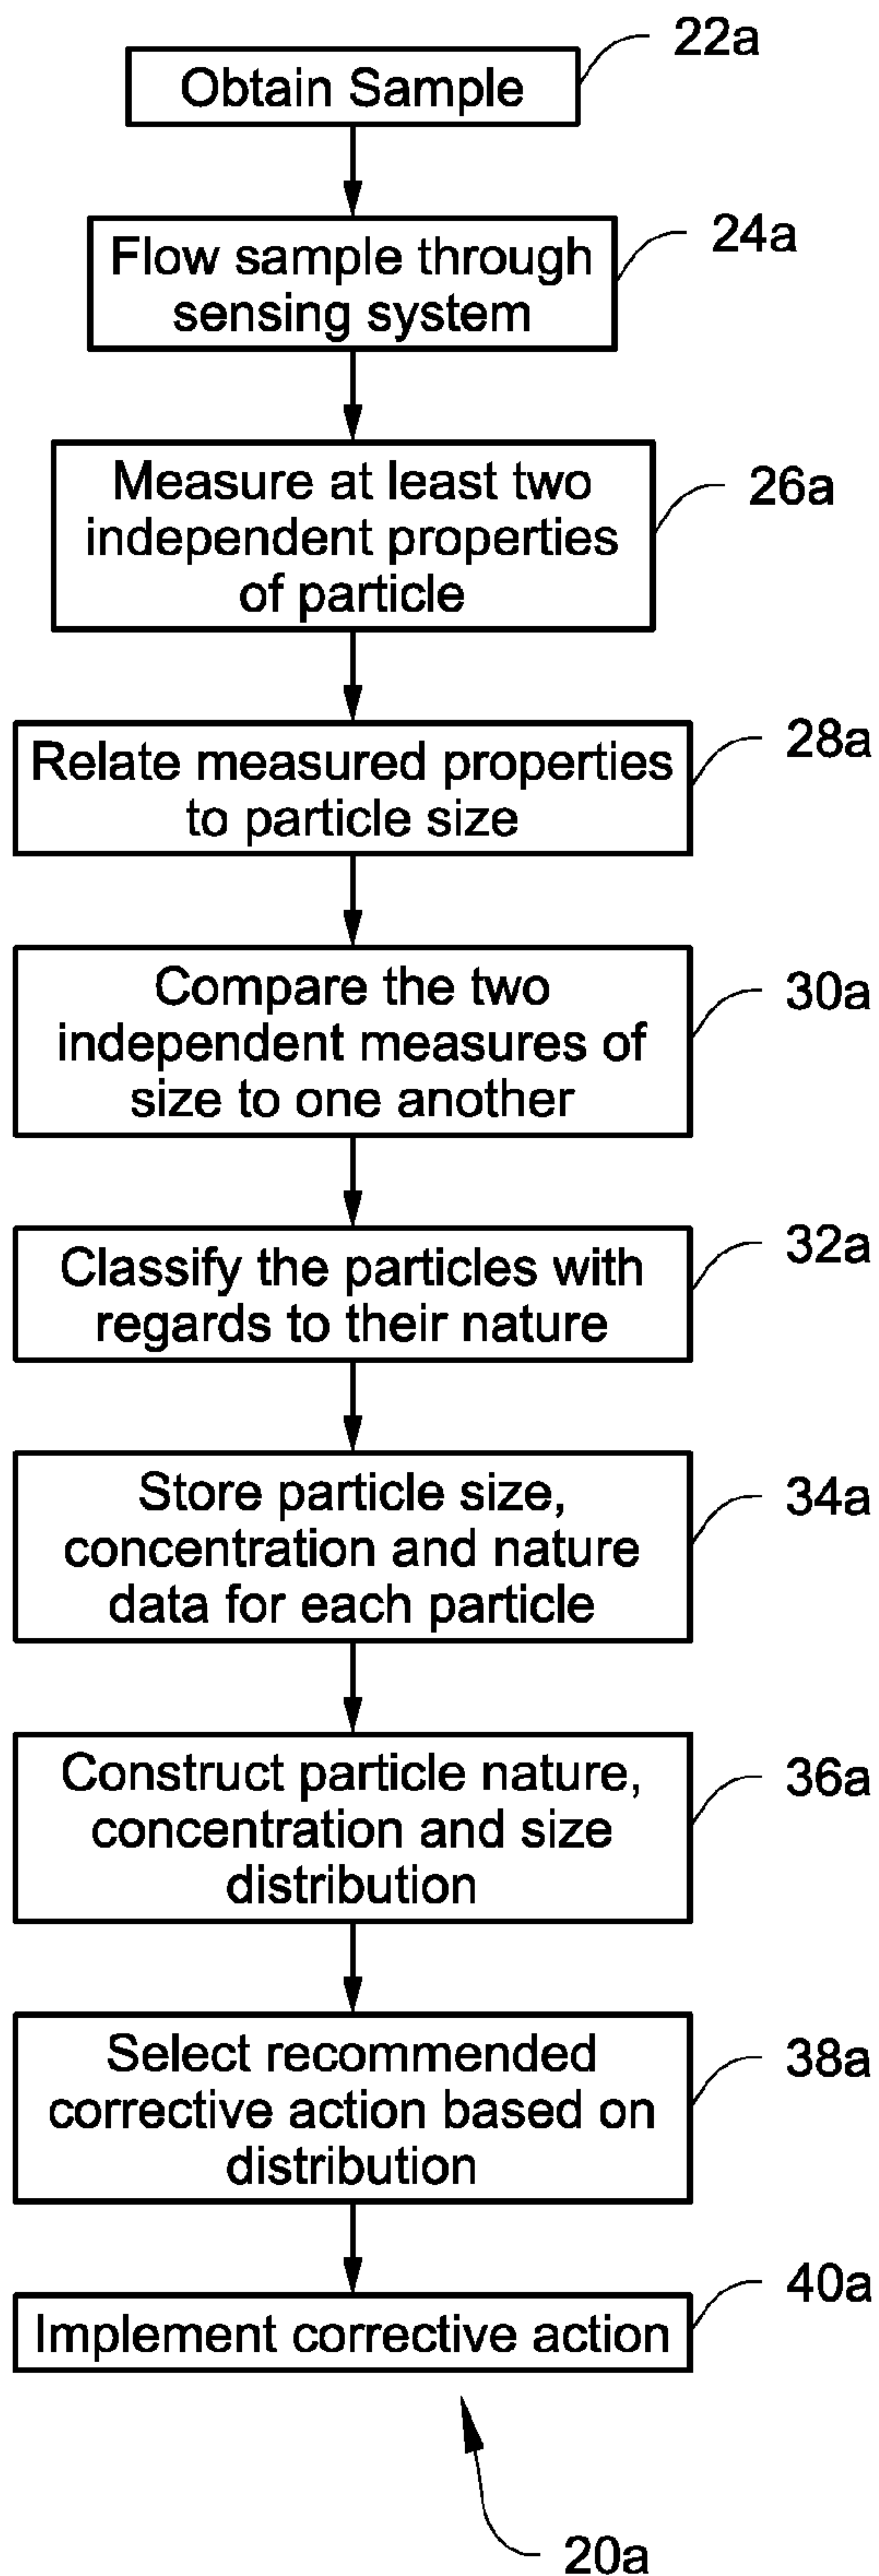 22a
Obtain Sample
24a
Flow sample through
sensing system
26a
Measure at least two
independent properties
of particle
28a
Relate measured properties
to particle size
30a
Compare the two
independent measures of
size to one another
32a
Classify the particles with
regards to their nature
34a
Store particle size,
concentration and nature
data for each particle
36a
Construct particle nature,
concentration and size
distribution
38a
Select recommended
corrective action based on
distribution
40a
Implement corrective action
20a